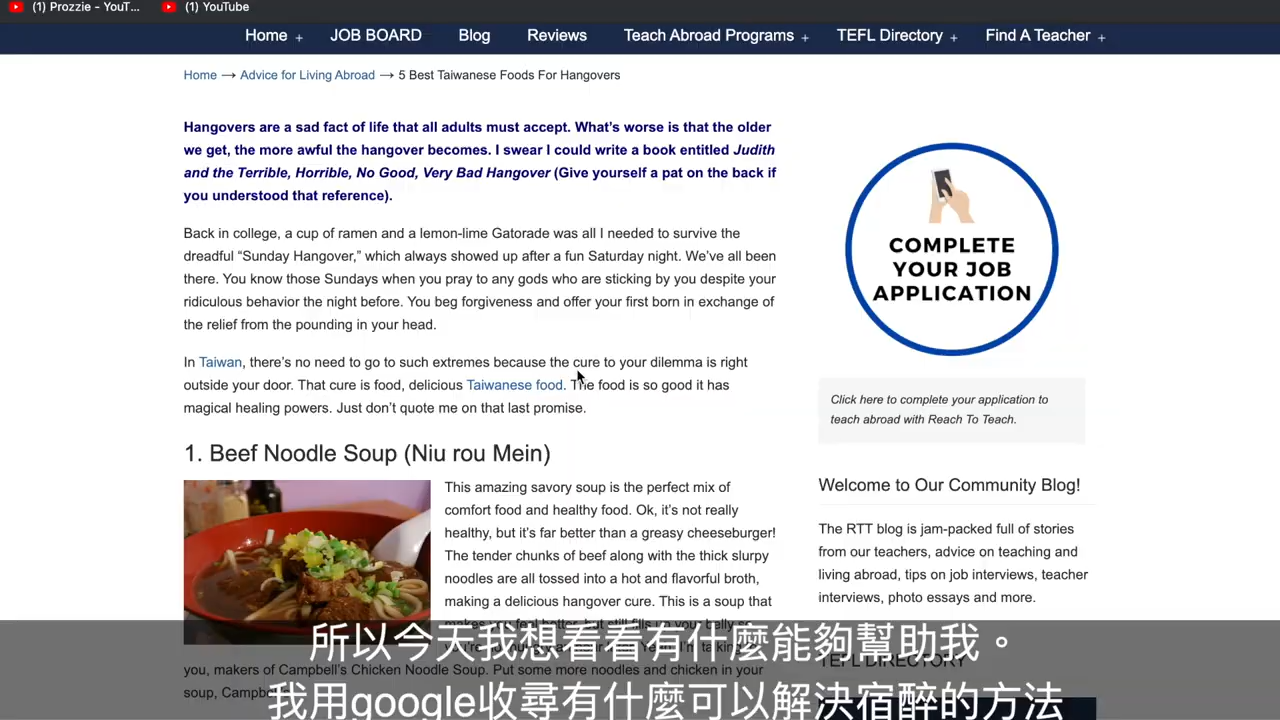 (1) Prozzie - YouT...
(1) YouTube
Home +
JOB BOARD
Blog
Reviews
Teach Abroad Programs +
TEFL Directory +
Find A Teacher +
Home → Advice for Living Abroad → 5 Best Taiwanese Foods For Hangovers
Hangovers are a sad fact of life that all adults must accept. What's worse is that the older
we get, the more awful the hangover becomes. I swear I could write a book entitled Judith
and the Terrible, Horrible, No Good, Very Bad Hangover (Give yourself a pat on the back if
you understood that reference).
Back in college, a cup of ramen and a lemon-lime Gatorade was all I needed to survive the
dreadful “Sunday Hangover,” which always showed up after a fun Saturday night. We've all been
there. You know those Sundays when you pray to any gods who are sticking by you despite your
ridiculous behavior the night before. You beg forgiveness and offer your first born in exchange of
the relief from the pounding in your head.
In Taiwan, there's no need to go to such extremes because the cure to your dilemma is right
outside your door. That cure is food, delicious Taiwanese food. The food is so good it has
magical healing powers. Just don't quote me on that last promise.
1. Beef Noodle Soup (Niu rou Mein)
This amazing savory soup is the perfect mix of
comfort food and healthy food. Ok, it's not really
healthy, but it's far better than a greasy cheeseburger!
The tender chunks of beef along with the thick slurpy
noodles are all tossed into a hot and flavorful broth,
making a delicious hangover cure. This is a soup that
makes you feel better, but still fills up your belly so
you, makers of Campbell's Chicken Noodle Soup. Put some more noodles and chicken in your
soup,
COMPLETE
YOUR JOB
APPLICATION
Click here to complete your application to
teach abroad with Reach To Teach.
Welcome to Our Community Blog!
The RTT blog is jam-packed full of stories
from our teachers, advice on teaching and
living abroad, tips on job interviews, teacher
interviews, photo essays and more.
TEFL DIRECTORY
所以今天我想看看有什麼能夠幫助我。
我用google收尋有什麼可以解決宿醉的方法